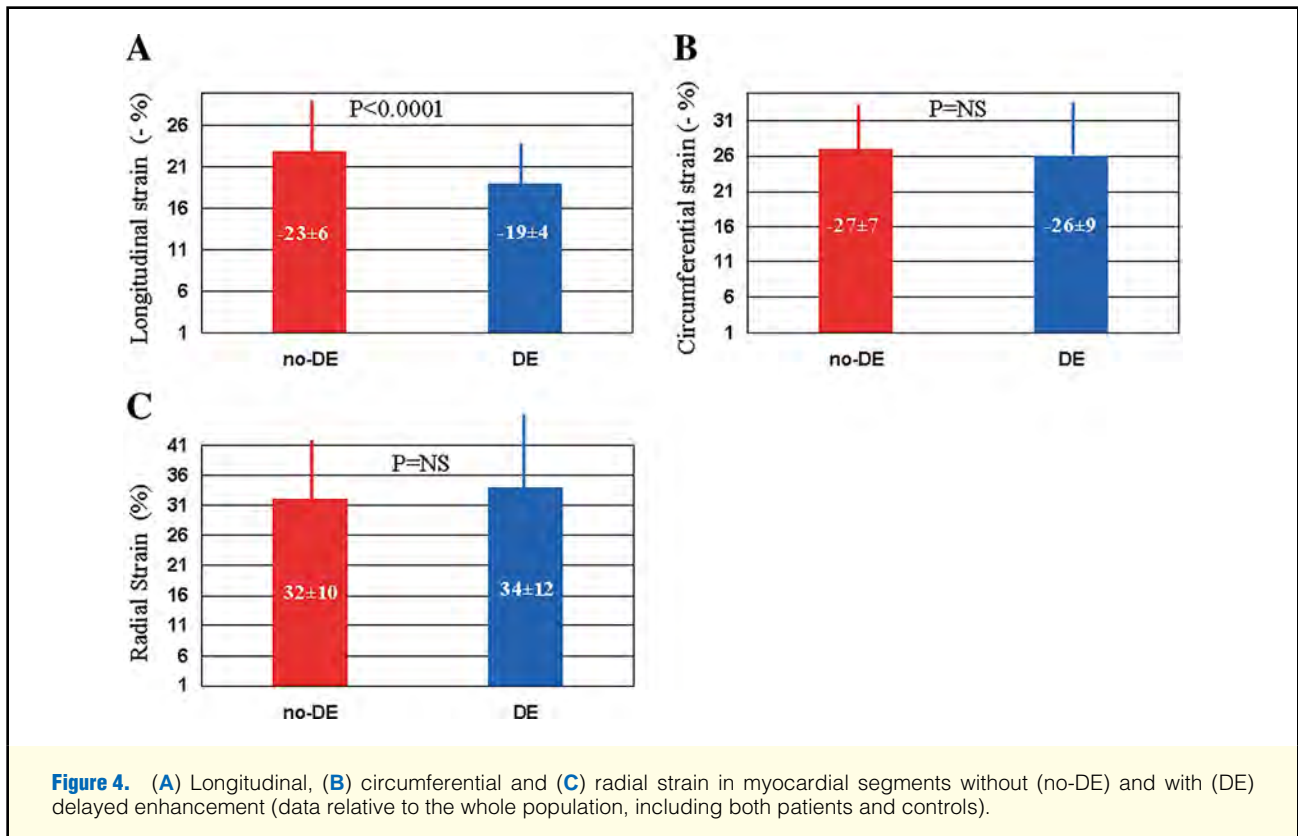 A
Longitudinal strain (- %)
P<0.0001
26
21
16
11
6
1
-23±6
-19±4
no-DE
DE
B
Circumferential strain (- %)
P=NS
31
26
21
16
11
6
1
-27±7
-26±9
no-DE
DE
C
Radial Strain (%)
P=NS
41
36
31
26
21
16
11
6
1
32±10
34±12
no-DE
DE
Figure 4. (A) Longitudinal, (B) circumferential and (C) radial strain in myocardial segments without (no-DE) and with (DE)
delayed enhancement (data relative to the whole population, including both patients and controls).